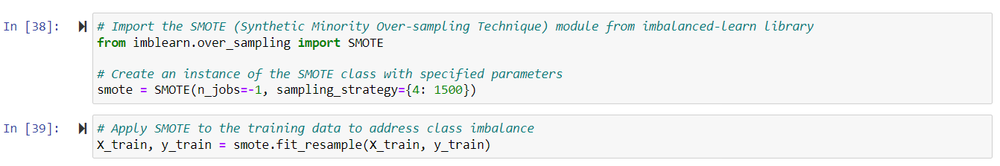 In [38]:
# Import the SMOTE (Synthetic Minority Over-sampling Technique) module from imbalanced-learn library
from imblearn.over_sampling import SMOTE
# Create an instance of the SMOTE class with specified parameters
smote = SMOTE(n_jobs=-1, sampling_strategy={4: 1500})
In [39]:
# Apply SMOTE to the training data to address class imbalance
X_train, y_train = smote.fit_resample(X_train, y_train)